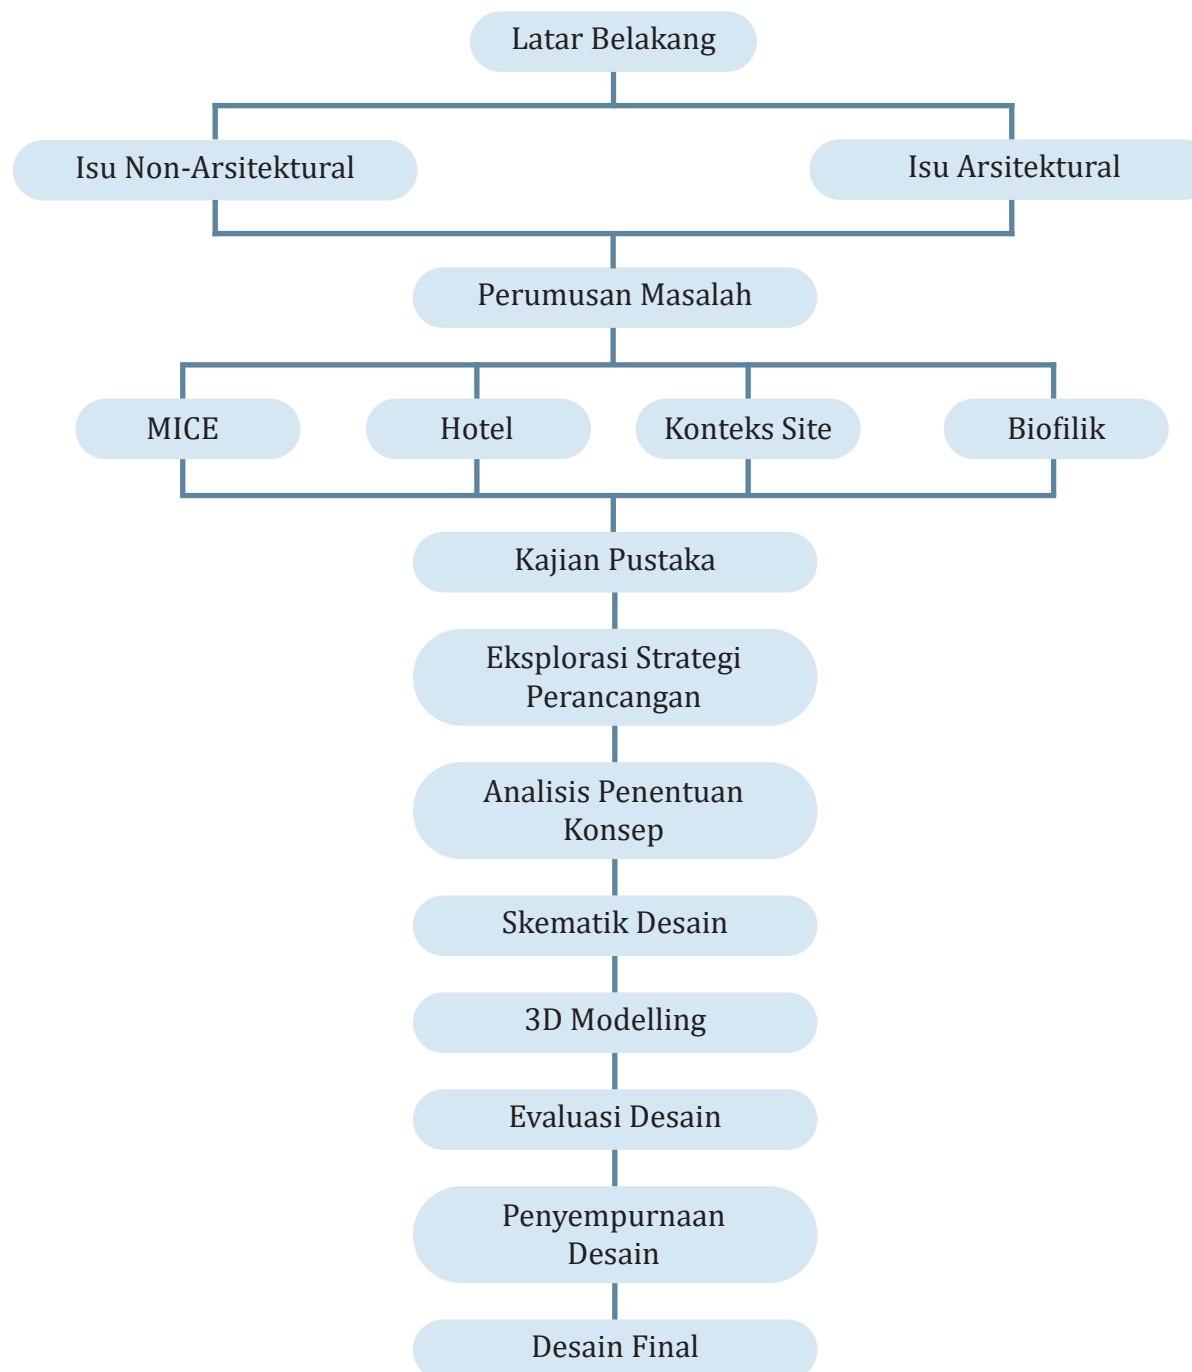 Latar Belakang
Isu Non-Arsitektural
Isu Arsitektural
Perumusan Masalah
MICE
Hotel
Konteks Site
Biofilik
Kajian Pustaka
Eksplorasi Strategi
Perancangan
Analisis Penentuan
Konsep
Skematik Desain
3D Modelling
Evaluasi Desain
Penyempurnaan
Desain
Desain Final